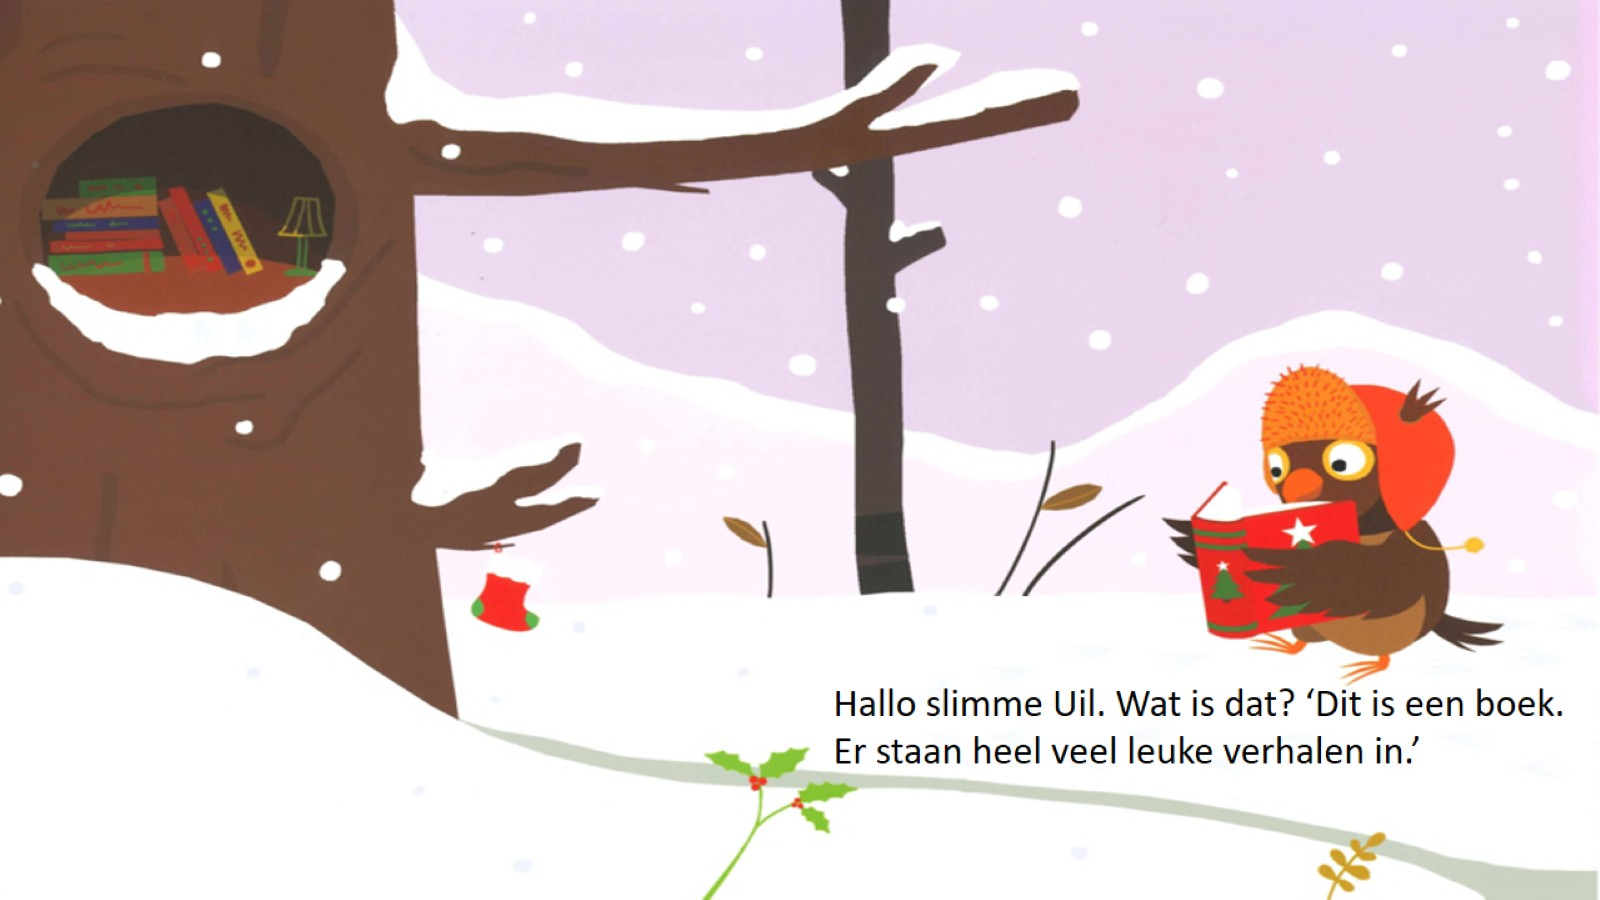 Hallo slimme Uil. Wat is dat? ‘Dit is een boek.
Er staan heel veel leuke verhalen in.’